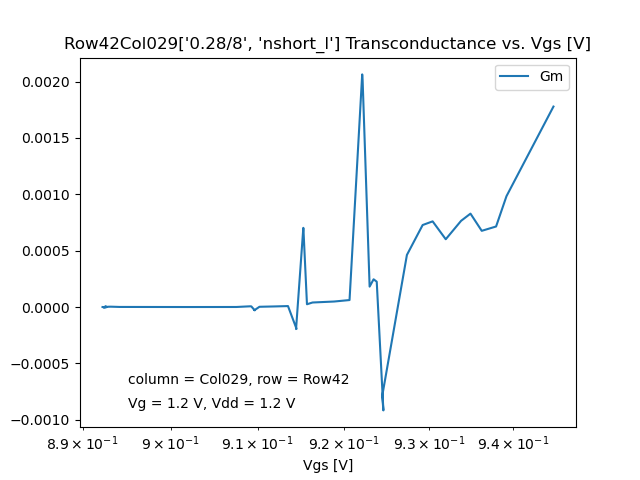 Row42Col029['0.28/8', 'nshort_l'] Transconductance vs. Vgs [V]
Gm
0.0020
0.0015
0.0010
0.0005
0.0000
−0.0005
−0.0010
column = Col029, row = Row42
Vg = 1.2 V, Vdd = 1.2 V
8.9 × 10⁻¹ 9 × 10⁻¹ 9.1 × 10⁻¹ 9.2 × 10⁻¹ 9.3 × 10⁻¹ 9.4 × 10⁻¹
Vgs [V]